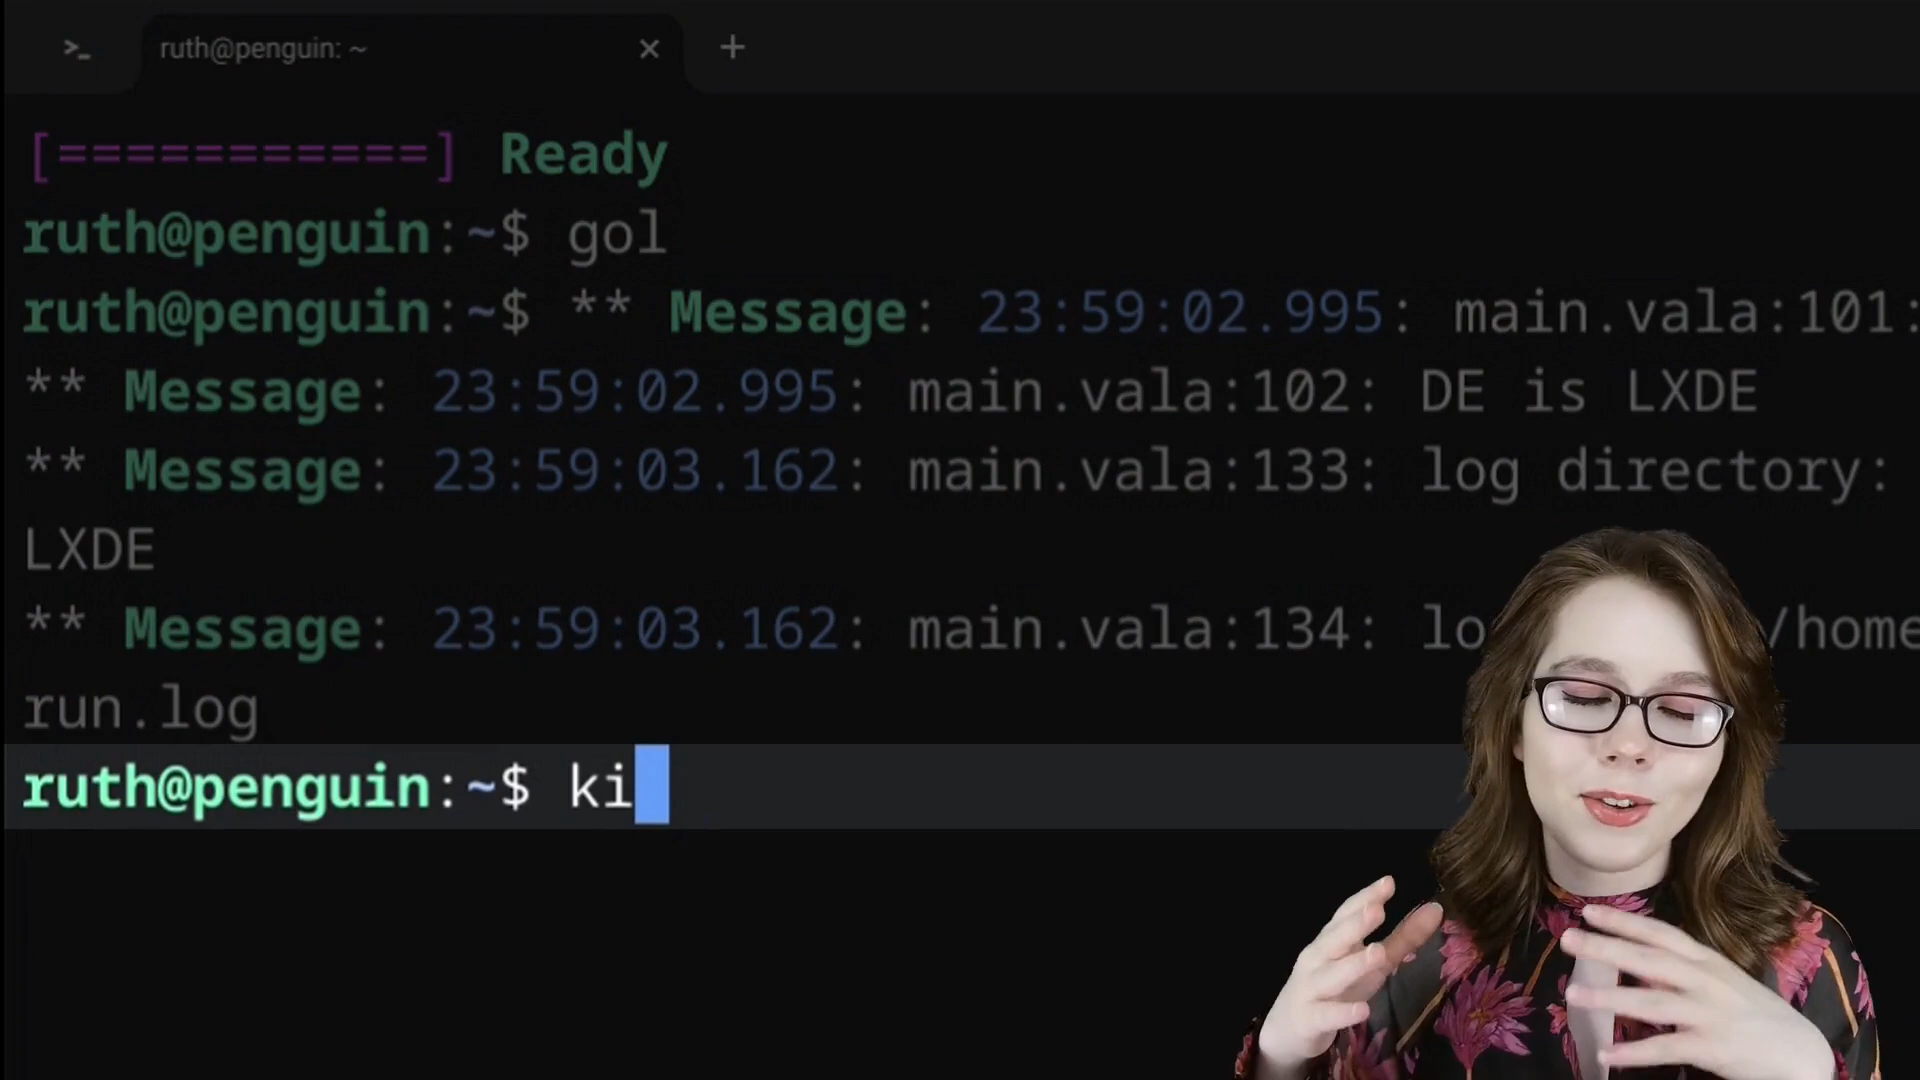 >_ ruth@penguin: ~ × +
[===========] Ready
ruth@penguin:~$ gol
ruth@penguin:~$ ** Message: 23:59:02.995: main.vala:101:
** Message: 23:59:02.995: main.vala:102: DE is LXDE
** Message: 23:59:03.162: main.vala:133: log directory:
LXDE
** Message: 23:59:03.162: main.vala:134: /home
run.log
ruth@penguin:~$ ki